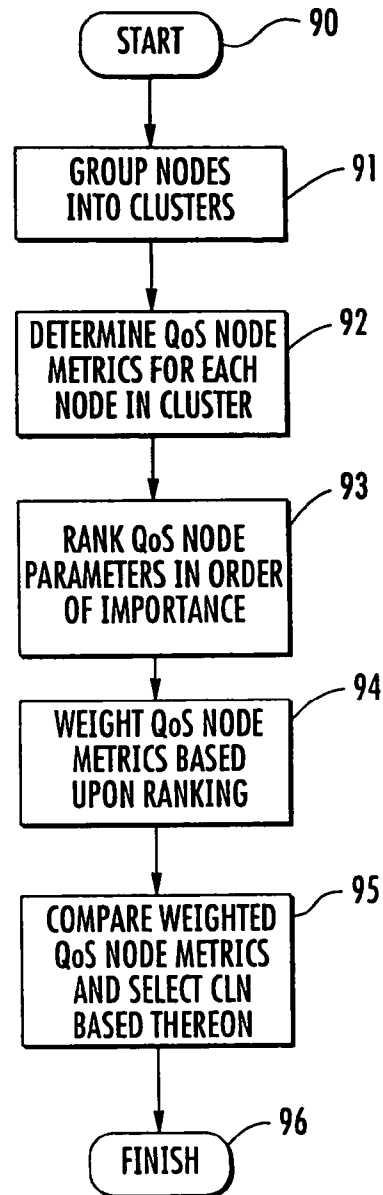 START
90
GROUP NODES
INTO CLUSTERS
91
DETERMINE QoS NODE
METRICS FOR EACH
NODE IN CLUSTER
92
RANK QoS NODE
PARAMETERS IN ORDER
OF IMPORTANCE
93
WEIGHT QoS NODE
METRICS BASED
UPON RANKING
94
COMPARE WEIGHTED
QoS NODE METRICS
AND SELECT CLN
BASED THEREON
95
FINISH
96